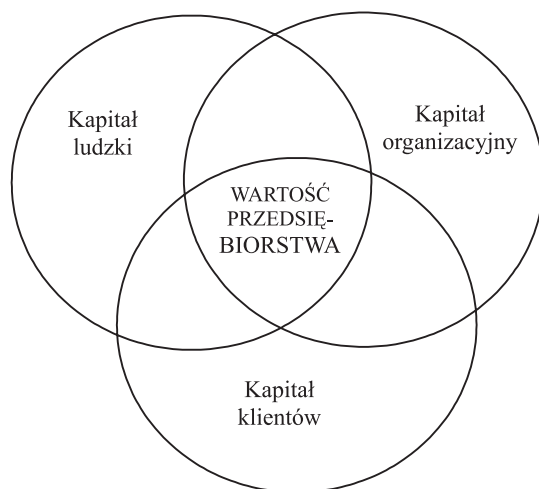 Kapitał
ludzki
Kapitał
organizacyjny
WARTOŚĆ
PRZEDSIĘ-
BIORSTWA
Kapitał
klientów